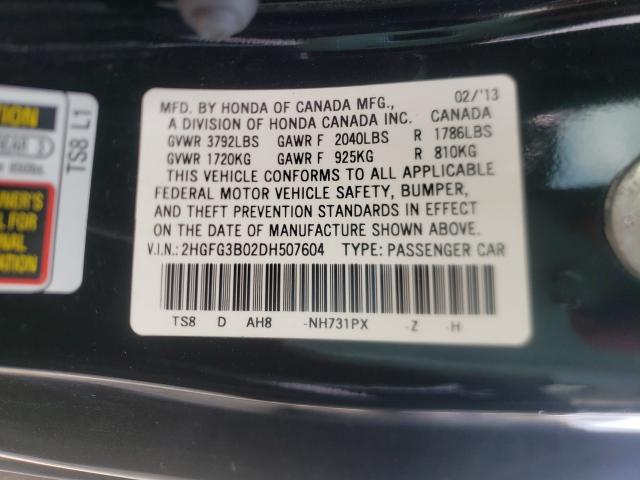 MFD. BY HONDA OF CANADA MFG., 02/'13
A DIVISION OF HONDA CANADA INC. CANADA
GVWR 3792LBS GAWR F 2040LBS R 1786LBS
GVWR 1720KG GAWR F 925KG R 810KG
THIS VEHICLE CONFORMS TO ALL APPLICABLE
FEDERAL MOTOR VEHICLE SAFETY, BUMPER,
AND THEFT PREVENTION STANDARDS IN EFFECT
ON THE DATE OF MANUFACTURE SHOWN ABOVE.
V.I.N.: 2HGFG3B02DH507604 TYPE: PASSENGER CAR
TS8 D AH8 -NH731PX -Z -H
TS8 L1